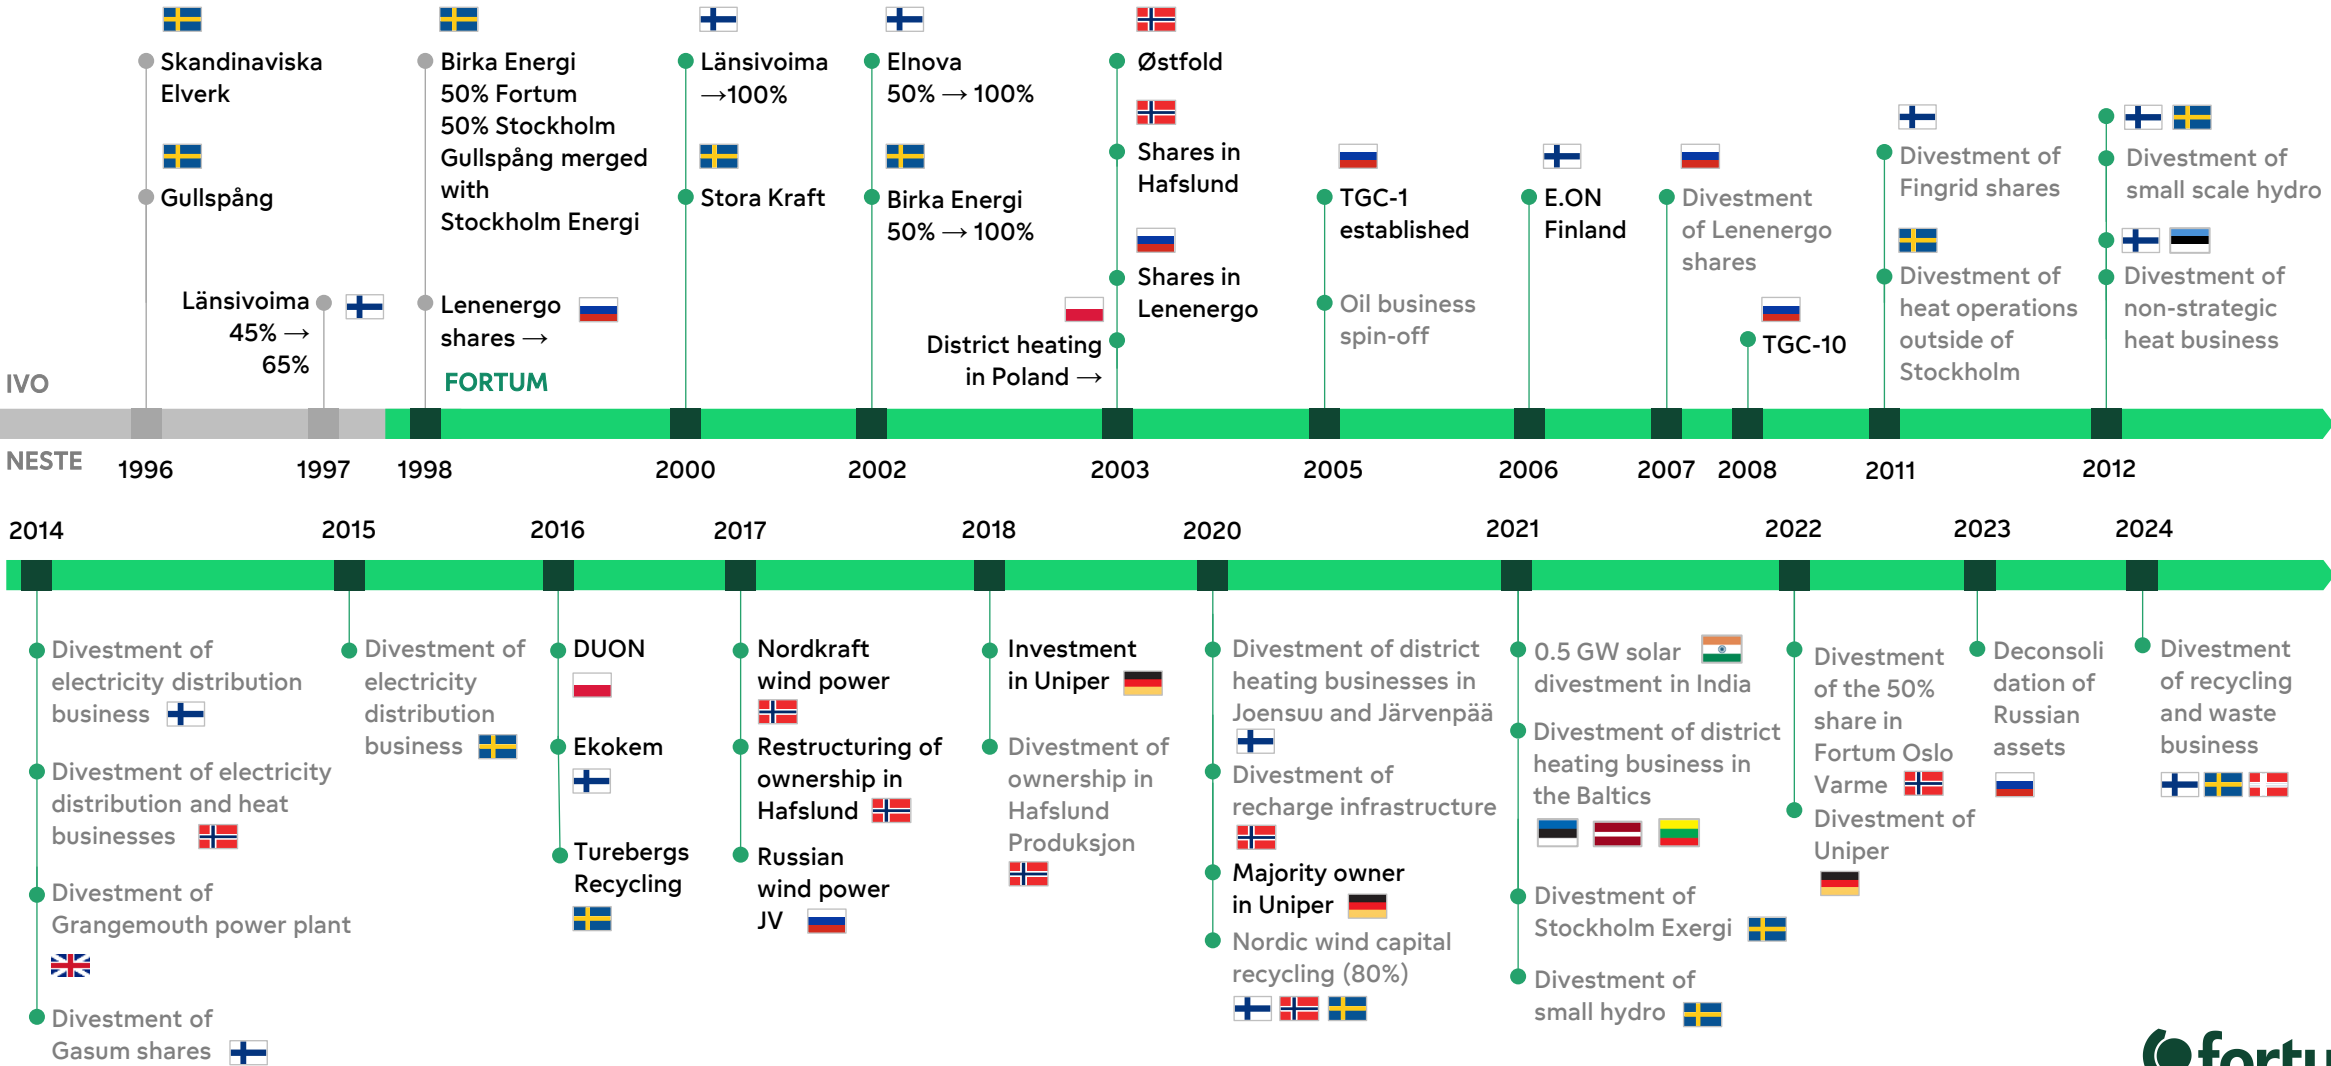 Skandinaviska
Elverk
Gullspång
Länsivoima
45% →
65%
Birka Energi
50% Fortum
50% Stockholm
Gullspång merged
with
Stockholm Energi
Lenenergo
shares →
Länsivoima
→100%
Stora Kraft
Elnova
50% → 100%
Birka Energi
50% → 100%
Østfold
Shares in
Hafslund
Shares in
Lenenergo
District heating
in Poland →
TGC-1
established
Oil business
spin-off
E.ON
Finland
Divestment
of Lenenergo
shares
TGC-10
Divestment of
Fingrid shares
Divestment of
heat operations
outside of
Stockholm
Divestment of
small scale hydro
Divestment of
non-strategic
heat business
IVO
FORTUM
NESTE
1996
1997
1998
2000
2002
2003
2005
2006
2007
2008
2011
2012
2014
2015
2016
2017
2018
2020
2021
2022
2023
2024
Divestment of
electricity distribution
business
Divestment of electricity
distribution and heat
businesses
Divestment of
Grangemouth power plant
Divestment of
Gasum shares
Divestment of
electricity
distribution
business
DUON
Ekokem
Turebergs
Recycling
Nordkraft
wind power
Restructuring of
ownership in
Hafslund
Russian
wind power
JV
Investment
in Uniper
Divestment of
ownership in
Hafslund
Produksjon
Divestment of district
heating businesses in
Joensuu and Järvenpää
Divestment of
recharge infrastructure
Majority owner
in Uniper
Nordic wind capital
recycling (80%)
0.5 GW solar
divestment in India
Divestment of district
heating business in
the Baltics
Divestment of
Stockholm Exergi
Divestment of
small hydro
Divestment
of the 50%
share in
Fortum Oslo
Varme
Divestment of
Uniper
Deconsoli
dation of
Russian
assets
Divestment
of recycling
and waste
business